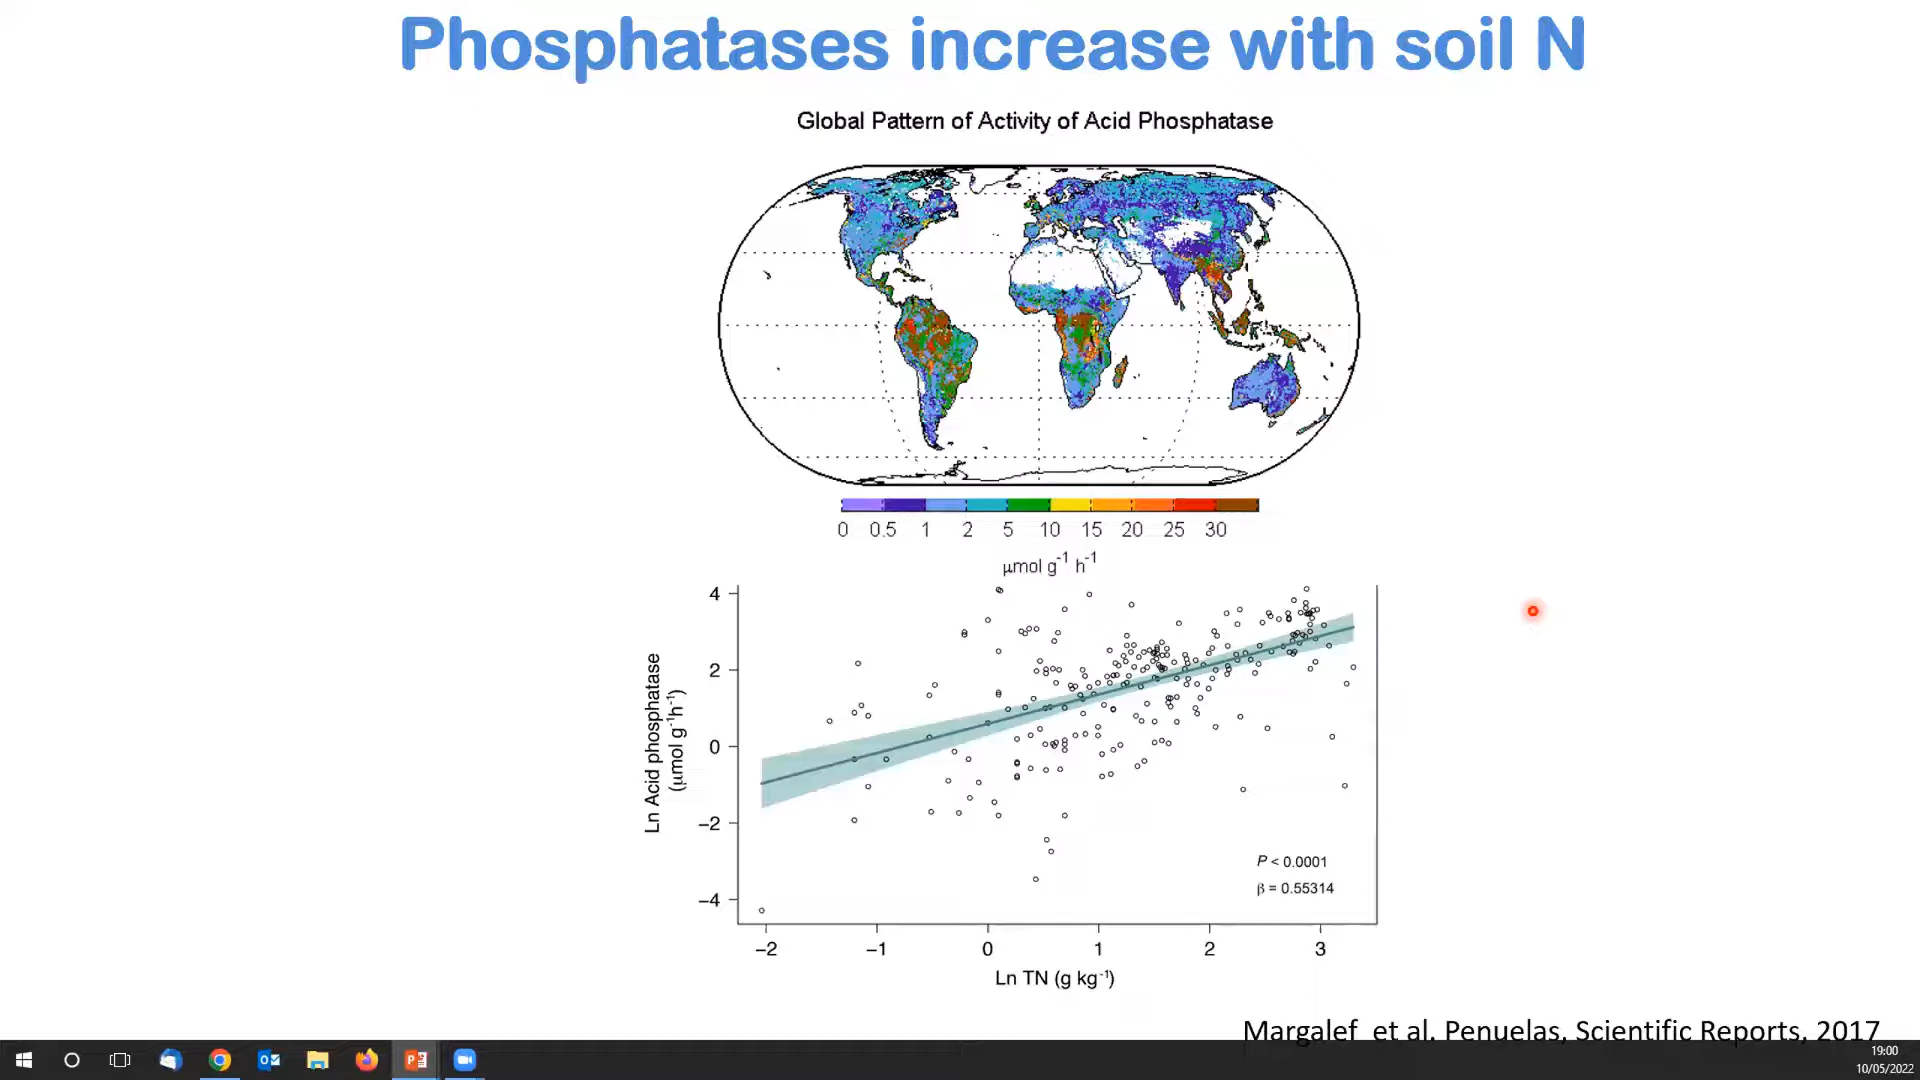 Phosphatases increase with soil N
Global Pattern of Activity of Acid Phosphatase
0 0.5 1 2 5 10 15 20 25 30
µmol g⁻¹ h⁻¹
4
2
0
−2
−4
Ln Acid phosphatase
(µmol g⁻¹h⁻¹)
P < 0.0001
β = 0.55314
−2 −1 0 1 2 3
Ln TN (g kg⁻¹)
Margalef et al. Penuelas, Scientific Reports, 2017
19:00
10/05/2022